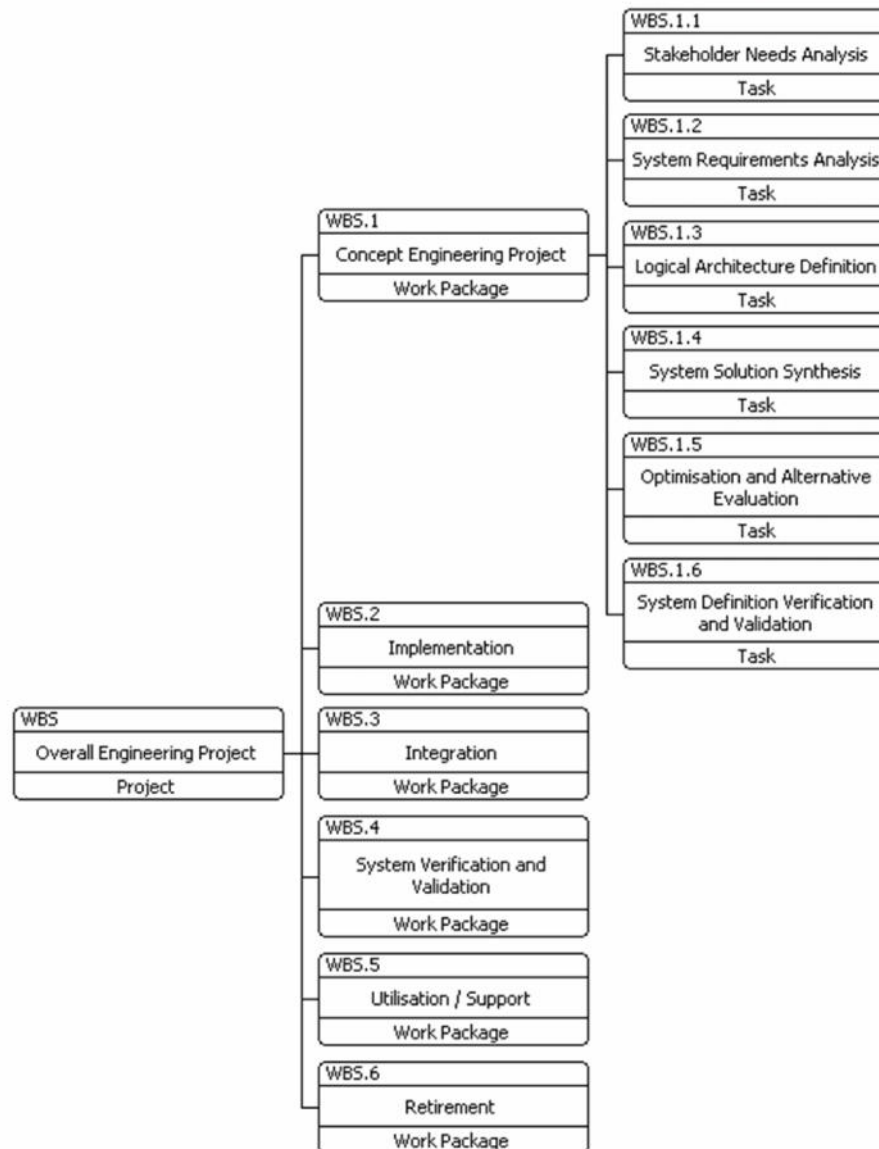 WBS.1.1
Stakeholder Needs Analysis
Task
WBS.1.2
System Requirements Analysis
Task
WBS.1
Concept Engineering Project
Work Package
WBS.1.3
Logical Architecture Definition
Task
WBS.1.4
System Solution Synthesis
Task
WBS.1.5
Optimisation and Alternative
Evaluation
Task
WBS.1.6
System Definition Verification
and Validation
Task
WBS.2
Implementation
Work Package
WBS
Overall Engineering Project
Project
WBS.3
Integration
Work Package
WBS.4
System Verification and
Validation
Work Package
WBS.5
Utilisation / Support
Work Package
WBS.6
Retirement
Work Package